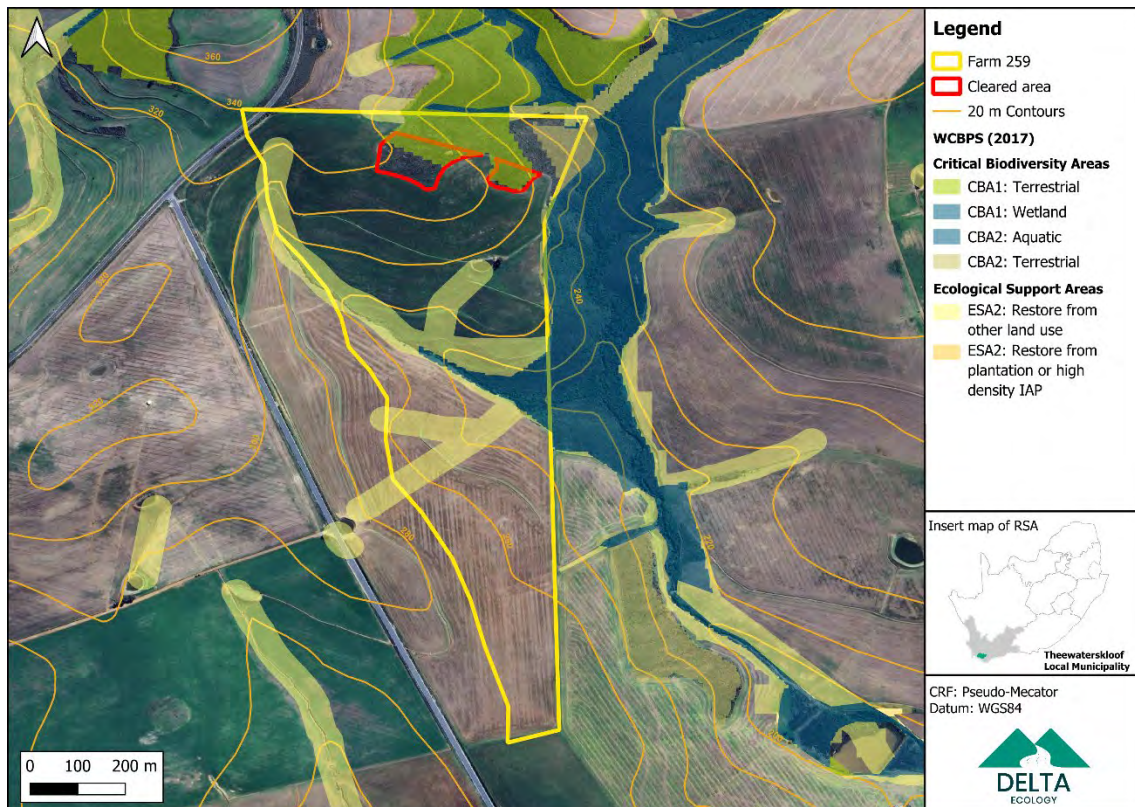 Legend
Farm 259
Cleared area
20 m Contours
WCBPS (2017)
Critical Biodiversity Areas
CBA1: Terrestrial
CBA1: Wetland
CBA2: Aquatic
CBA2: Terrestrial
Ecological Support Areas
ESA2: Restore from
other land use
ESA2: Restore from
plantation or high
density IAP
Insert map of RSA
Theewaterskloof
Local Municipality
CRF: Pseudo-Mecator
Datum: WGS84
DELTA
ECOLOGY
360
320
340
240
280
220
0 100 200 m